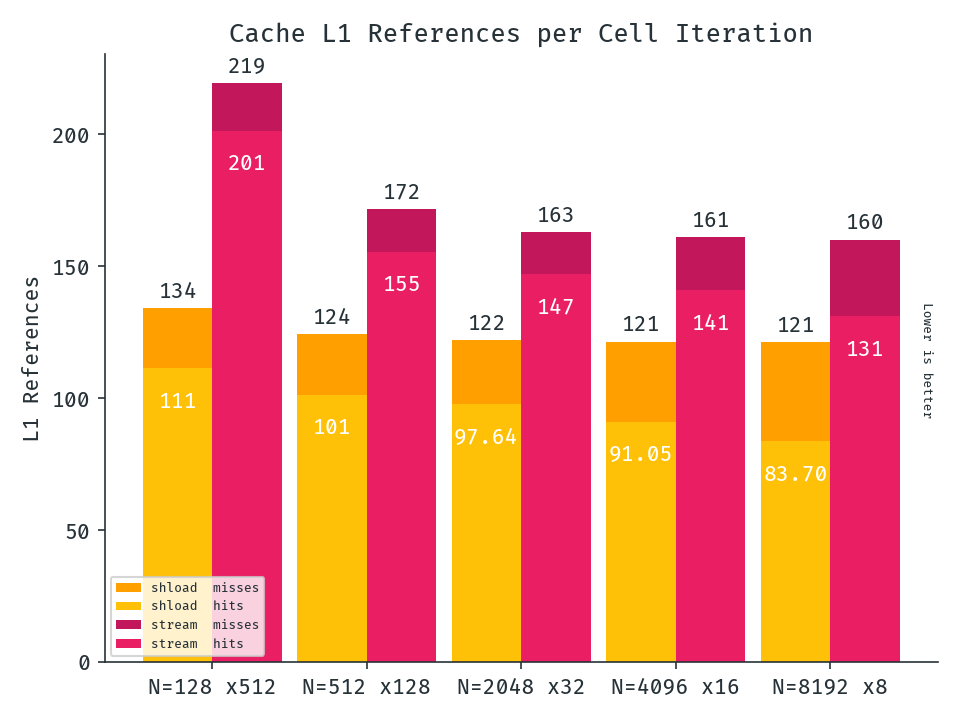 Cache L1 References per Cell Iteration
219
201
172
163
161
160
155
147
141
131
134
124
122
121
121
111
101
97.64
91.05
83.70
L1 References
200
150
100
50
0
Lower is better
shload misses
shload hits
stream misses
stream hits
N=128 x512
N=512 x128
N=2048 x32
N=4096 x16
N=8192 x8